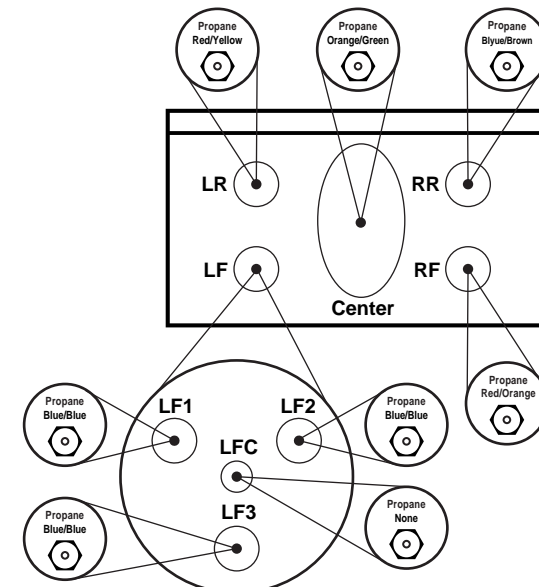 Propane
Red/Yellow
Propane
Orange/Green
Propane
Blyue/Brown
LR
RR
LF
RF
Center
Propane
Red/Orange
Propane
Blue/Blue
LF1
LF2
Propane
Blue/Blue
LFC
Propane
Blue/Blue
LF3
Propane
None